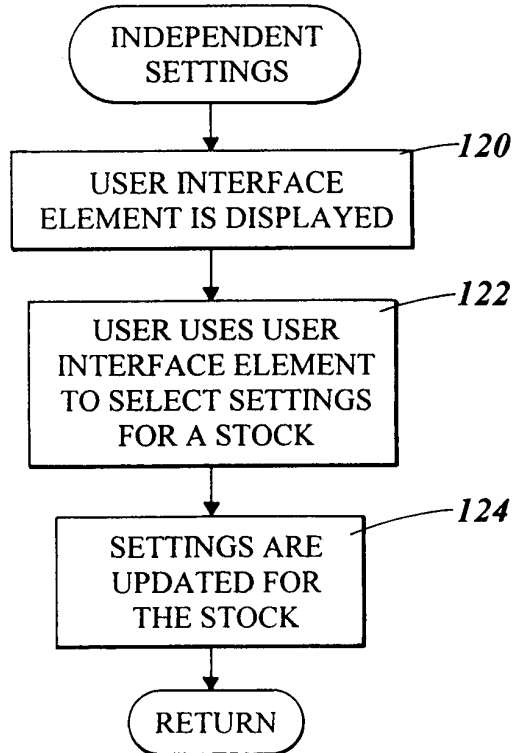 INDEPENDENT
SETTINGS
120
USER INTERFACE
ELEMENT IS DISPLAYED
122
USER USES USER
INTERFACE ELEMENT
TO SELECT SETTINGS
FOR A STOCK
124
SETTINGS ARE
UPDATED FOR
THE STOCK
RETURN